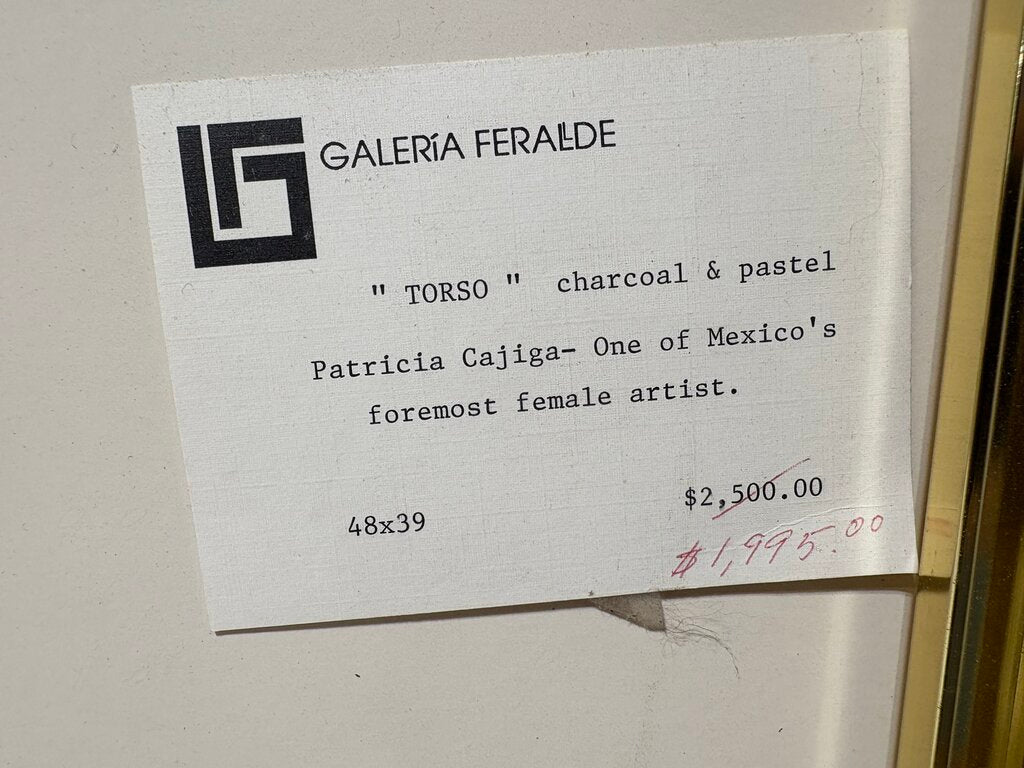 GALERíA FERALLDE
" TORSO " charcoal & pastel
Patricia Cajiga- One of Mexico's
foremost female artist.
48x39 $2,500.00
$1,995.00